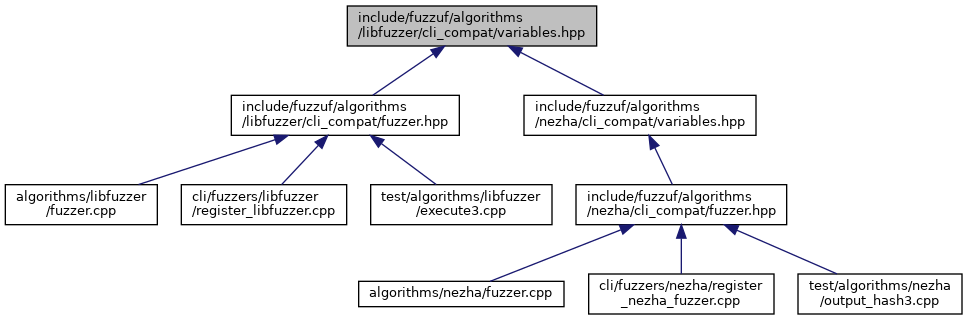 include/fuzzuf/algorithms
/libfuzzer/cli_compat/variables.hpp
include/fuzzuf/algorithms
/libfuzzer/cli_compat/fuzzer.hpp
include/fuzzuf/algorithms
/nezha/cli_compat/variables.hpp
algorithms/libfuzzer
/fuzzer.cpp
cli/fuzzers/libfuzzer
/register_libfuzzer.cpp
test/algorithms/libfuzzer
/execute3.cpp
include/fuzzuf/algorithms
/nezha/cli_compat/fuzzer.hpp
algorithms/nezha/fuzzer.cpp
cli/fuzzers/nezha/register
_nezha_fuzzer.cpp
test/algorithms/nezha
/output_hash3.cpp